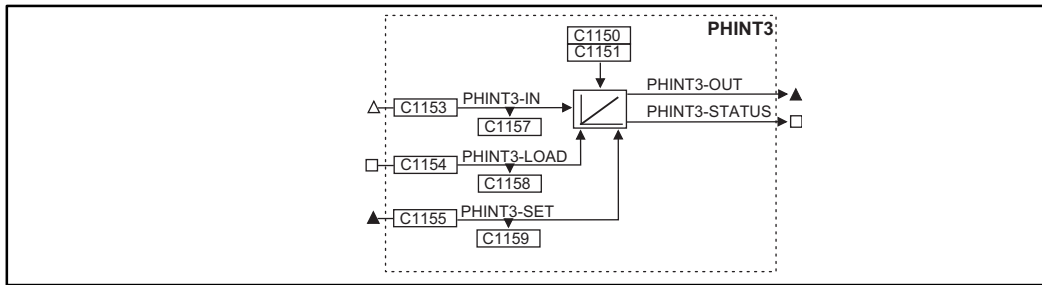 PHINT3
C1150
C1151
PHINT3-OUT
PHINT3-IN
C1153
PHINT3-STATUS
C1157
PHINT3-LOAD
C1154
C1158
PHINT3-SET
C1155
C1159